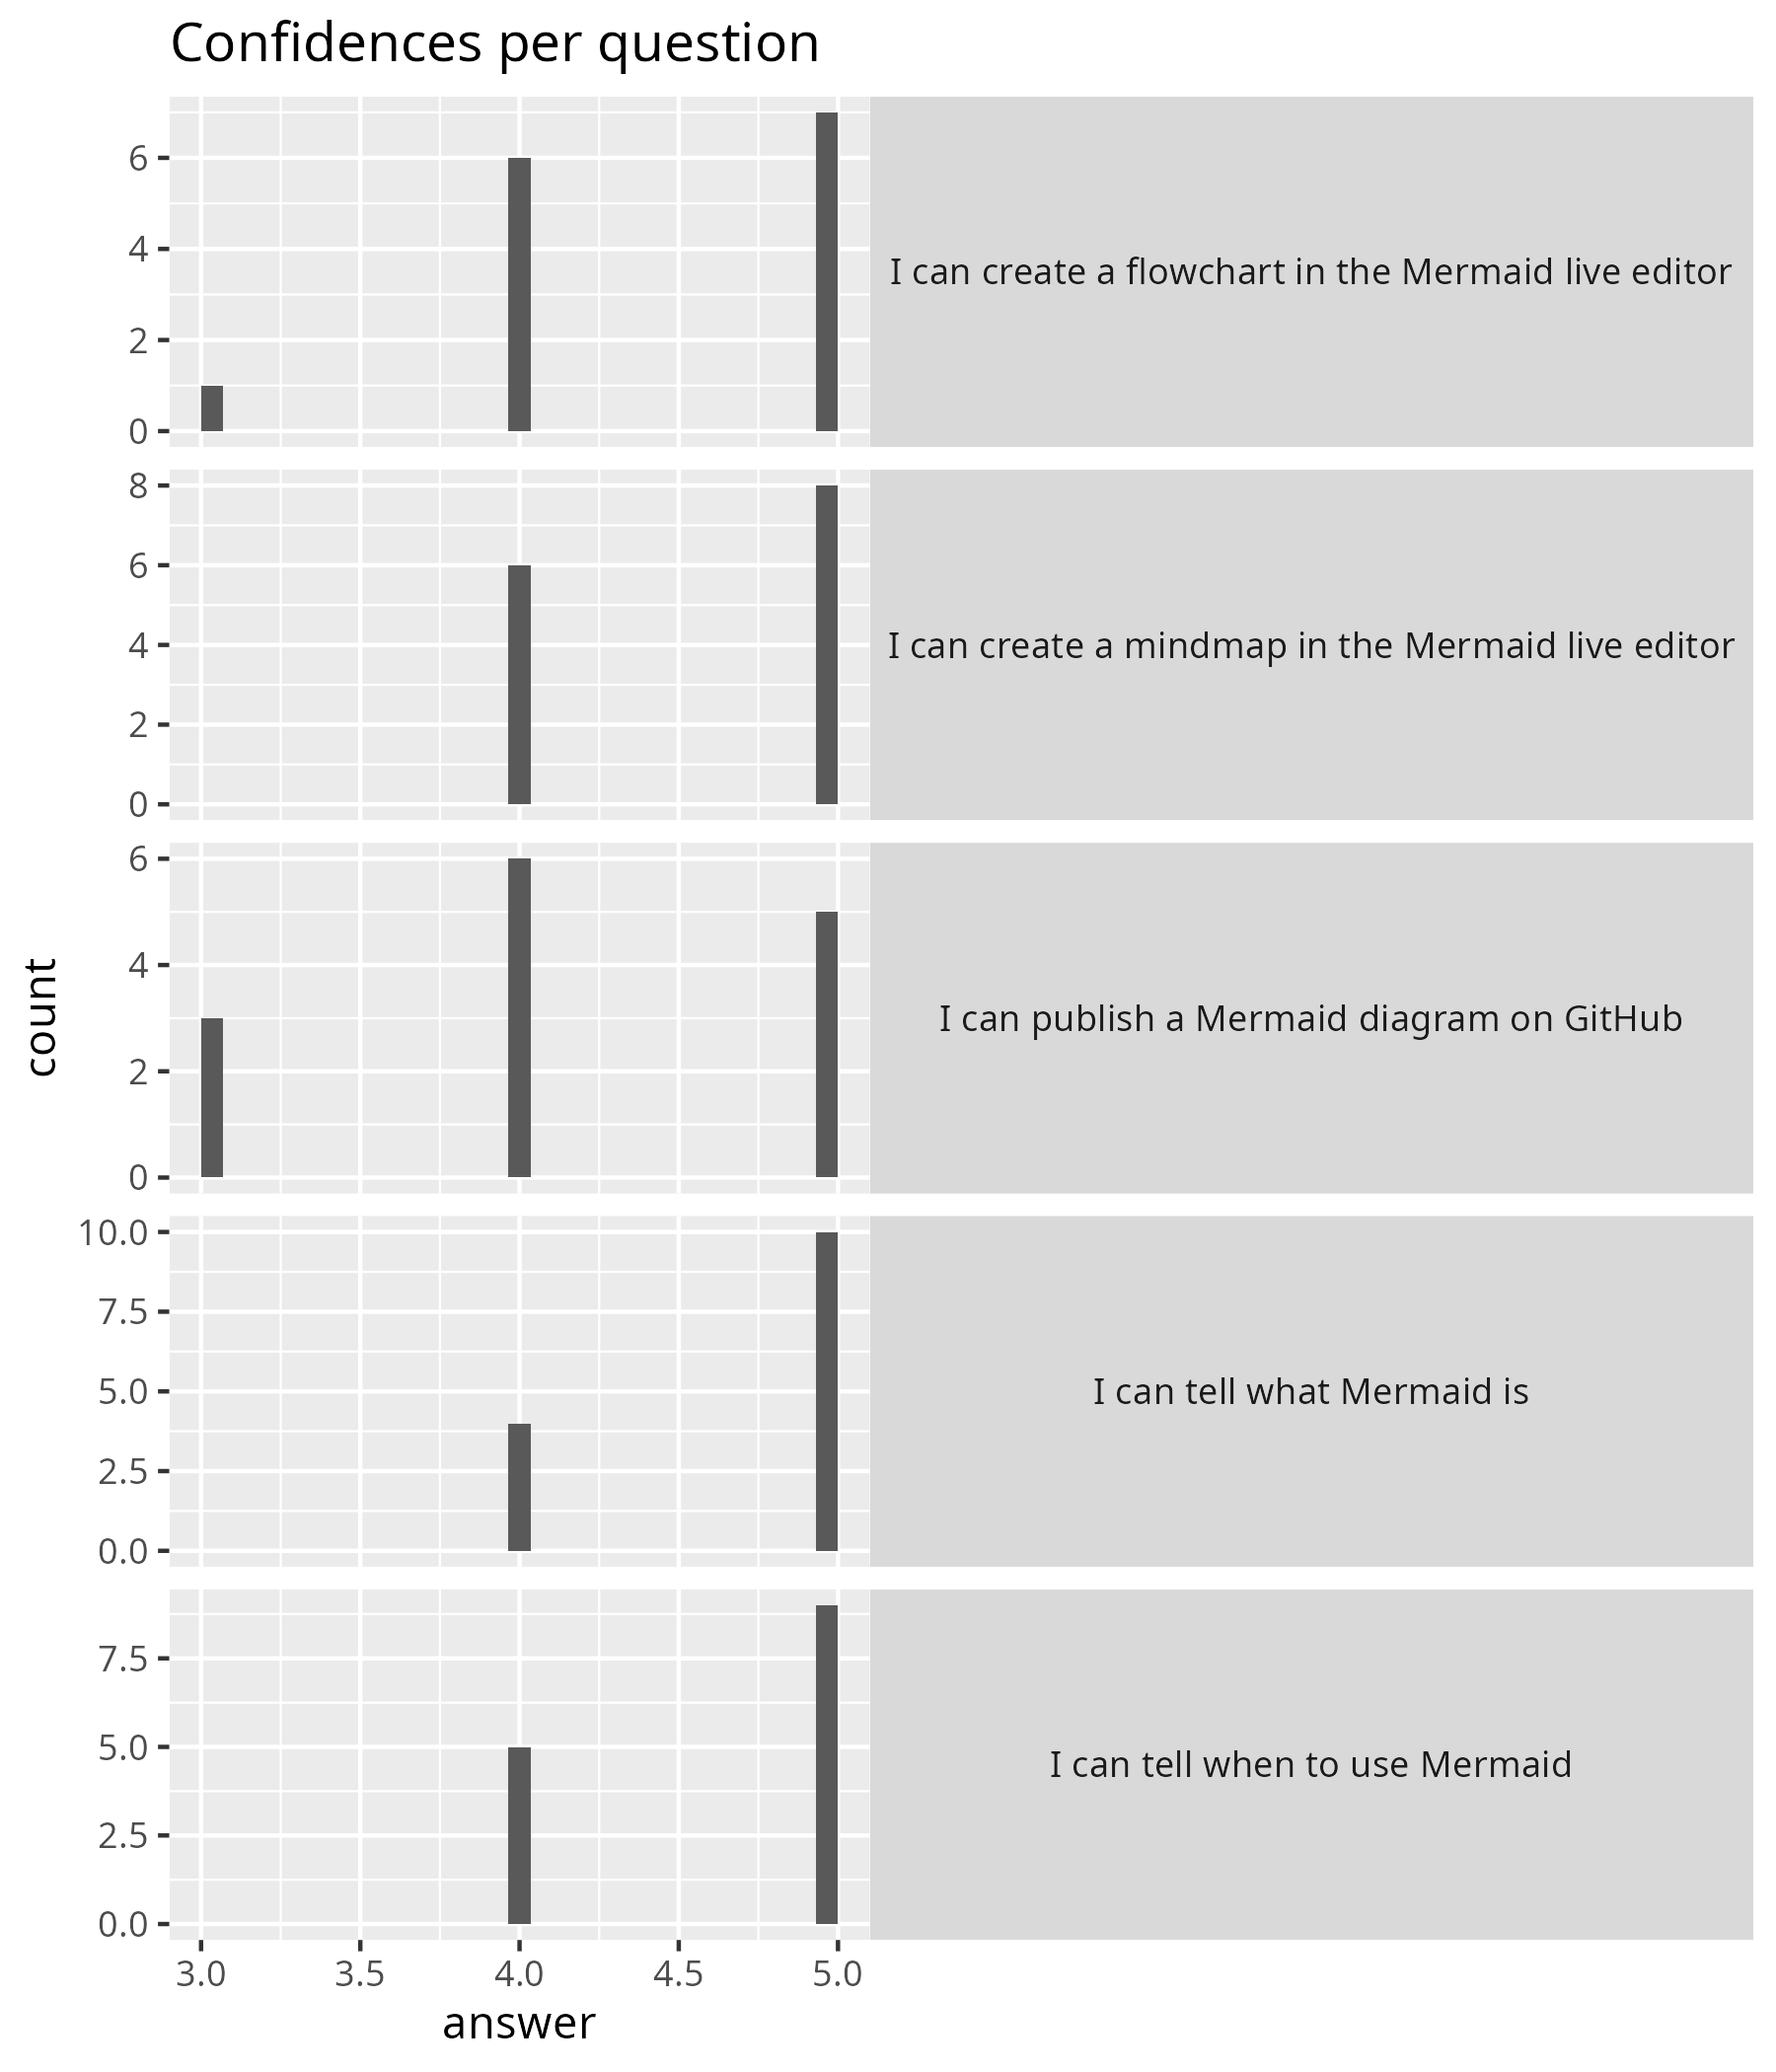 Confidences per question
6
4
2
0
I can create a flowchart in the Mermaid live editor
8
6
4
2
0
I can create a mindmap in the Mermaid live editor
6
4
2
0
I can publish a Mermaid diagram on GitHub
count
10.0
7.5
5.0
2.5
0.0
I can tell what Mermaid is
7.5
5.0
2.5
0.0
I can tell when to use Mermaid
3.0 3.5 4.0 4.5 5.0
answer